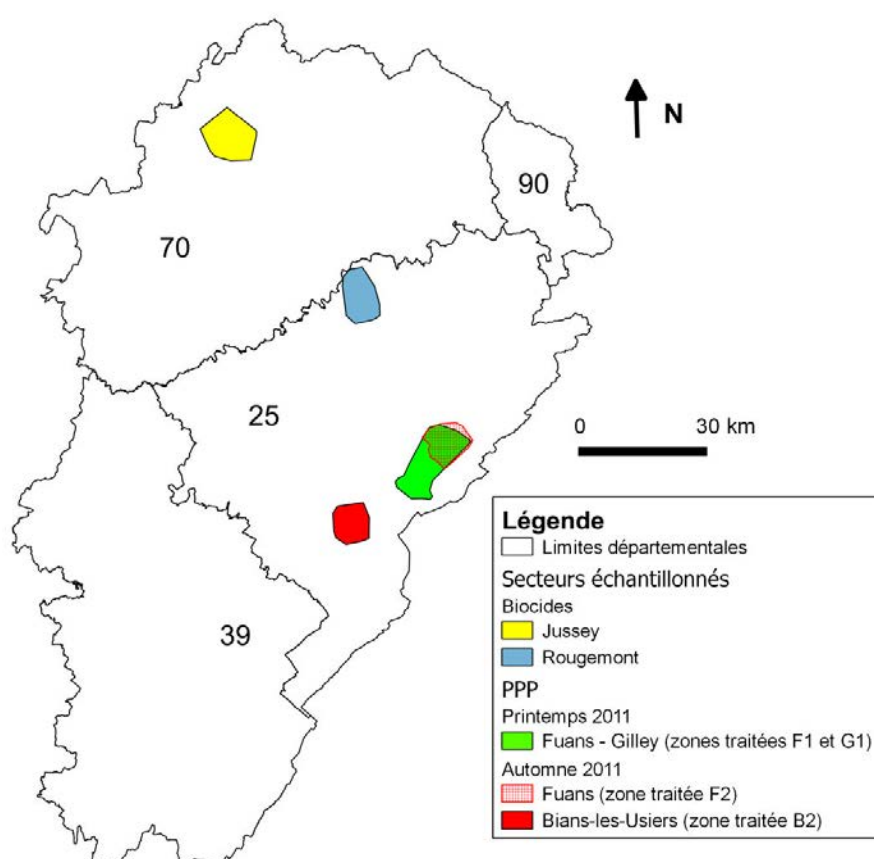 N
90
70
25
0 30 km
39
Légende
Limites départementales
Secteurs échantillonnés
Biocides
Jussey
Rougemont
PPP
Printemps 2011
Fuans - Gilley (zones traitées F1 et G1)
Automne 2011
Fuans (zone traitée F2)
Bians-les-Usiers (zone traitée B2)